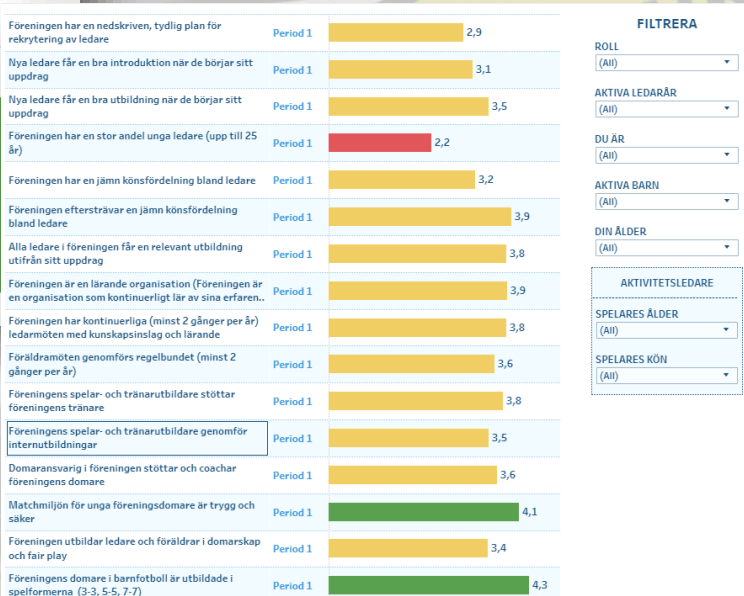 Föreningen har en nedskriven, tydlig plan för
rekrytering av ledare
Period 1
2,9
Nya ledare får en bra introduktion när de börjar sitt
uppdrag
Period 1
3,1
Nya ledare får en bra utbildning när de börjar sitt
uppdrag
Period 1
3,5
Föreningen har en stor andel unga ledare (upp till 25
år)
Period 1
2,2
Föreningen har en jämn könsfördelning bland ledare
Period 1
3,2
Föreningen eftersträvar en jämn könsfördelning
bland ledare
Period 1
3,9
Alla ledare i föreningen får en relevant utbildning
utifrån sitt uppdrag
Period 1
3,8
Föreningen är en lärande organisation (Föreningen är
en organisation som kontinuerligt lär av sina erfaren..
Period 1
3,9
Föreningen har kontinuerliga (minst 2 gånger per år)
ledarmöten med kunskapsinslag och lärande
Period 1
3,8
Föräldramöten genomförs regelbundet (minst 2
gånger per år)
Period 1
3,6
Föreningens spelar- och tränarutbildare stöttar
föreningens tränare
Period 1
3,8
Föreningens spelar- och tränarutbildare genomför
internutbildningar
Period 1
3,5
Domaransvarig i föreningen stöttar och coachar
föreningens domare
Period 1
3,6
Matchmiljön för unga föreningsdomare är trygg och
säker
Period 1
4,1
Föreningen utbildar ledare och föräldrar i domarskap
och fair play
Period 1
3,4
Föreningens domare i barnfotboll är utbildade i
spelformerna (3-3, 5-5, 7-7)
Period 1
4,3
FILTRERA
ROLL
(All)
AKTIVA LEDARÅR
(All)
DU ÄR
(All)
AKTIVA BARN
(All)
DIN ÅLDER
(All)
AKTIVITETSLEDARE
SPELARES ÅLDER
(All)
SPELARES KÖN
(All)